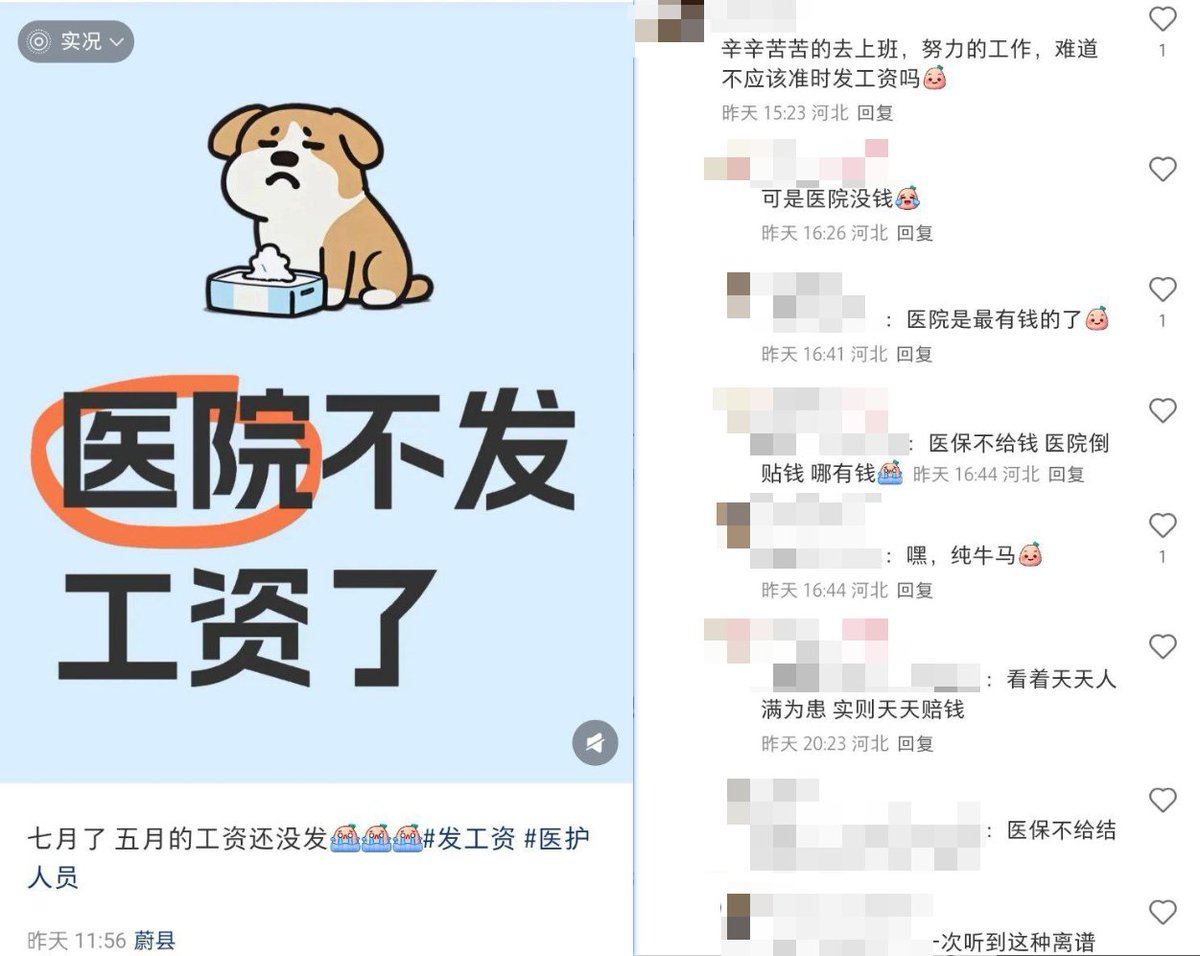 实况
医院不发
工资了
七月了 五月的工资还没发#发工资 #医护
人员
昨天 11:56 蔚县
辛辛苦苦的去上班，努力的工作，难道
不应该准时发工资吗
1
昨天 15:23 河北 回复
可是医院没钱
昨天 16:26 河北 回复
：医院是最有钱的了
1
昨天 16:41 河北 回复
：医保不给钱 医院倒
贴钱 哪有钱 昨天 16:44 河北 回复
：嘿，纯牛马
1
昨天 16:44 河北 回复
：看着天天人
满为患 实则天天赔钱
昨天 20:23 河北 回复
：医保不给结
一次听到这种离谱